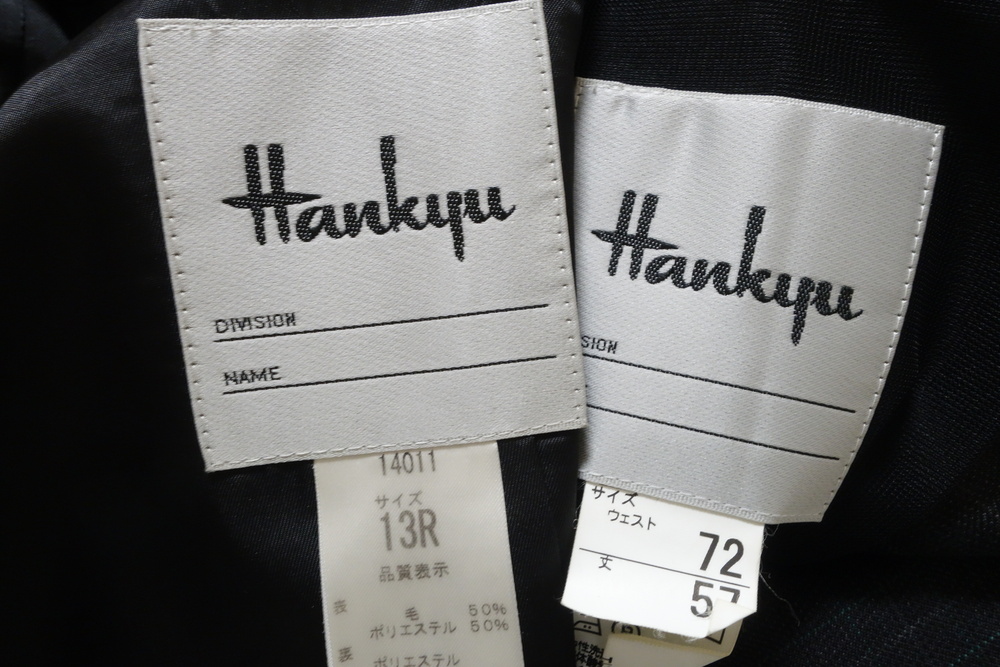 Hankyu
DIVISION
NAME
14011
サイズ
13R
品質表示
表 毛 50%
ポリエステル 50%
裏 ポリエステル
Hankyu
SION
サイズ
ウェスト 72
丈 57